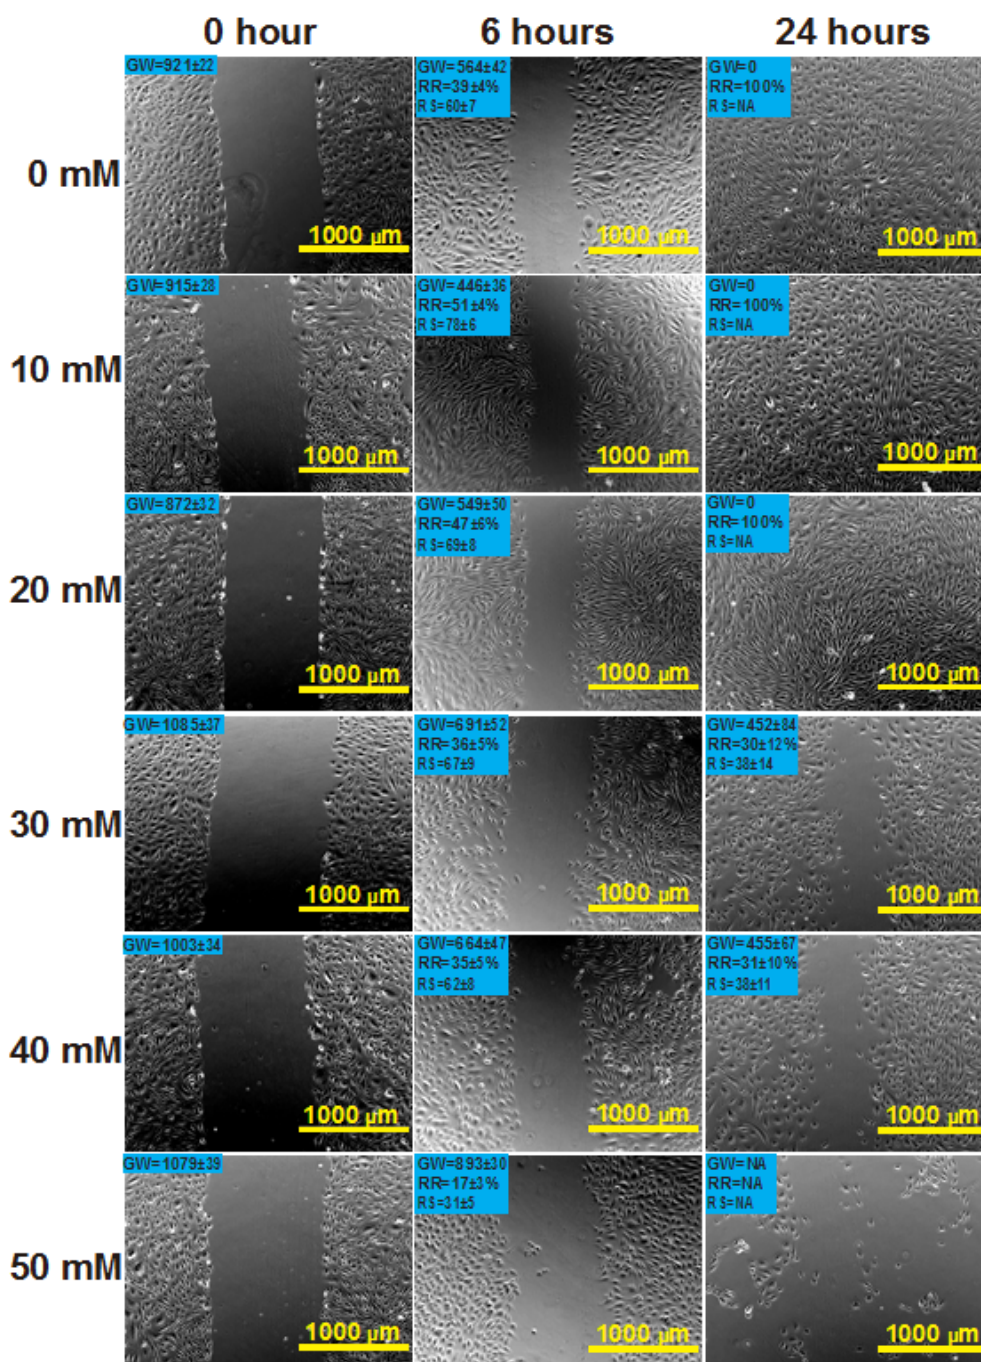 0 hour 6 hours 24 hours
0 mM
GW=921±22
1000 µm
GW=564±42
RR=39±4%
RS=60±7
1000 µm
GW=0
RR=100%
RS=NA
1000 µm
10 mM
GW=915±28
1000 µm
GW=446±36
RR=51±4%
RS=78±6
1000 µm
GW=0
RR=100%
RS=NA
1000 µm
20 mM
GW=872±32
1000 µm
GW=549±50
RR=47±6%
RS=69±8
1000 µm
GW=0
RR=100%
RS=NA
1000 µm
30 mM
GW=1085±37
1000 µm
GW=691±52
RR=36±5%
RS=67±9
1000 µm
GW=452±84
RR=30±12%
RS=38±14
1000 µm
40 mM
GW=1003±34
1000 µm
GW=664±47
RR=35±5%
RS=62±8
1000 µm
GW=455±67
RR=31±10%
RS=38±11
1000 µm
50 mM
GW=1079±39
1000 µm
GW=893±30
RR=17±3%
RS=31±5
1000 µm
GW=NA
RR=NA
RS=NA
1000 µm